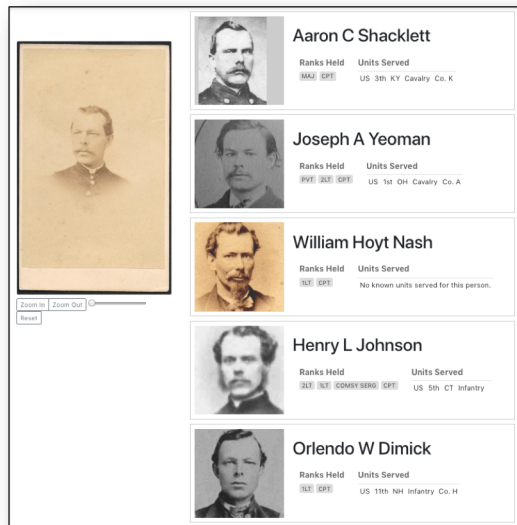 Aaron C Shacklett
Ranks Held Units Served
MAJ CPT US 3th KY Cavalry Co. K
Joseph A Yeoman
Ranks Held Units Served
PVT 2LT CPT US 1st OH Cavalry Co. A
William Hoyt Nash
Ranks Held Units Served
1LT CPT No known units served for this person.
Zoom In Zoom Out
Reset
Henry L Johnson
Ranks Held Units Served
2LT 1LT COMSY SERG CPT US 5th CT Infantry
Orlendo W Dimick
Ranks Held Units Served
1LT CPT US 11th NH Infantry Co. H